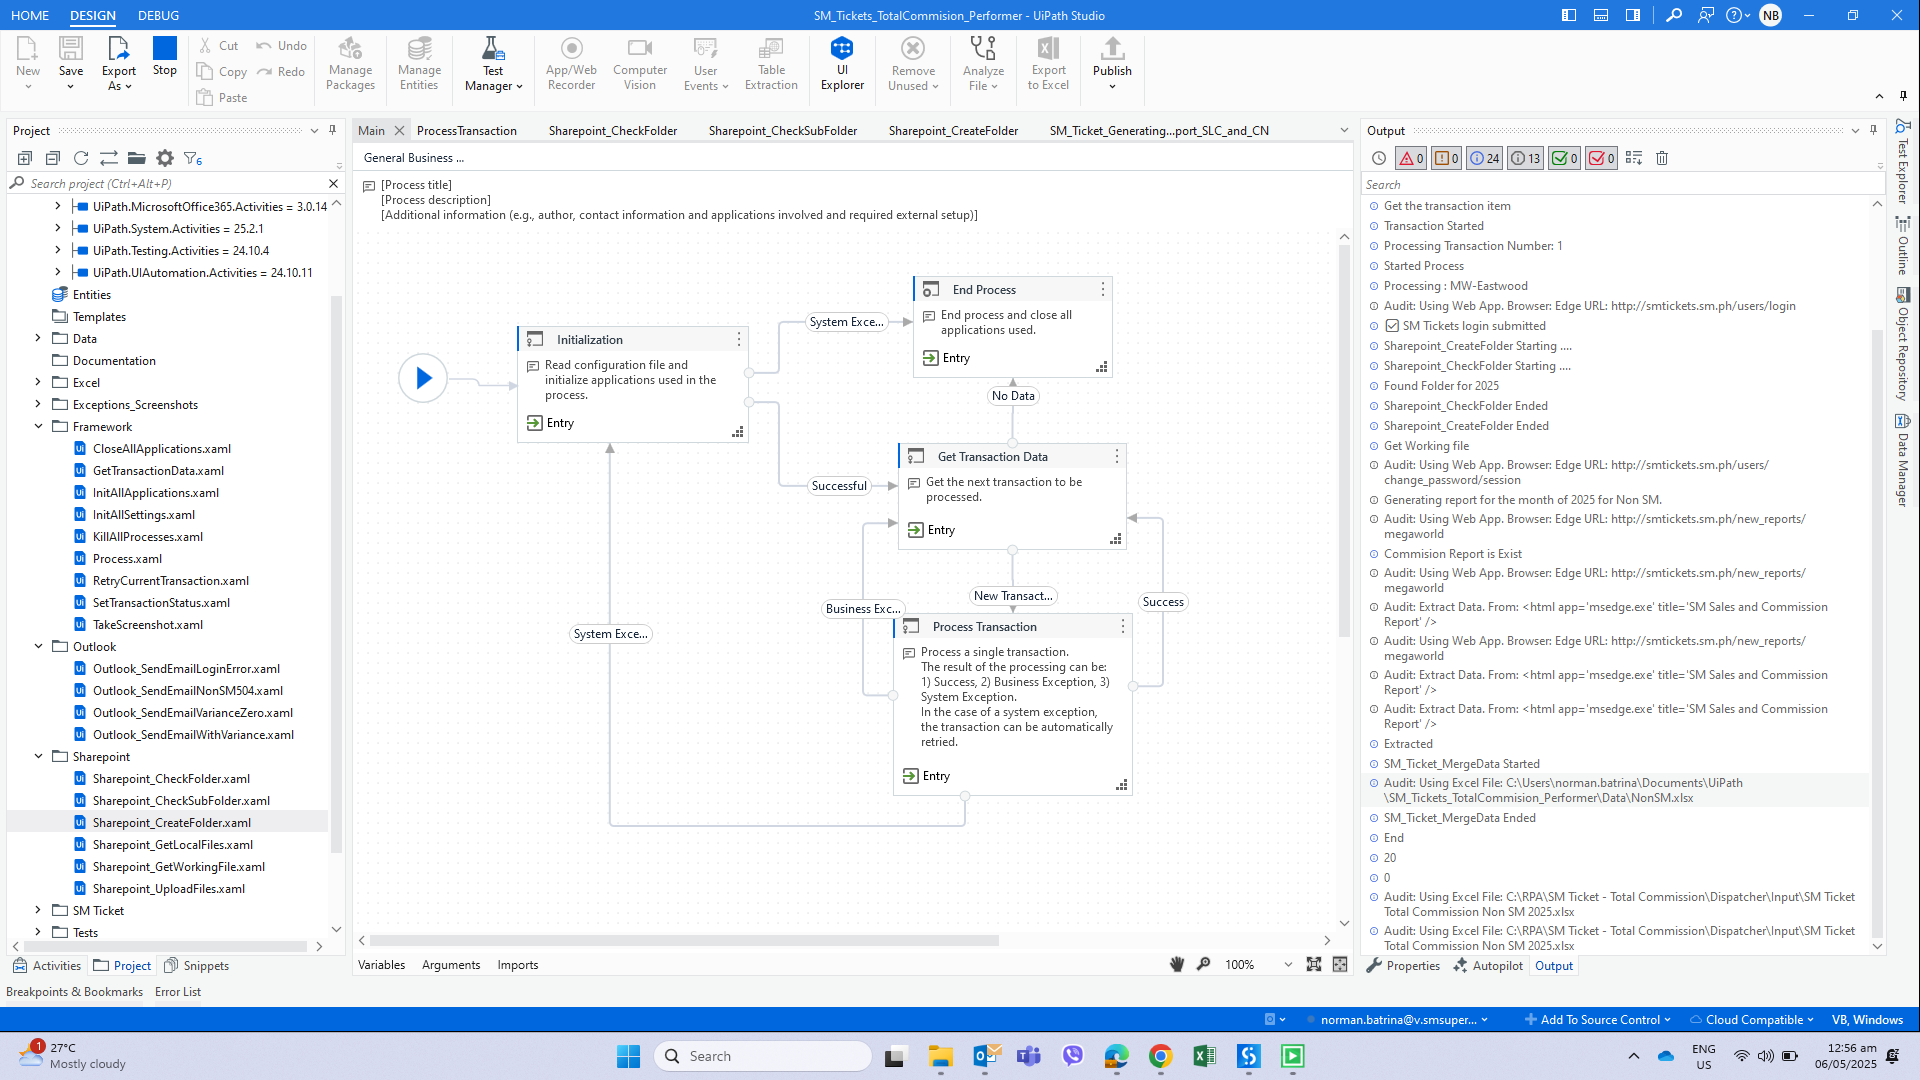 HOME DESIGN DEBUG
SM_Tickets_TotalCommision_Performer - UiPath Studio
NB
New
Save
Export As
Stop
Cut
Copy
Paste
Undo
Redo
Manage Packages
Manage Entities
Test Manager
App/Web Recorder
Computer Vision
User Events
Table Extraction
UI Explorer
Remove Unused
Analyze File
Export to Excel
Publish
Project
6
Search project (Ctrl+Alt+P)
UiPath.MicrosoftOffice365.Activities = 3.0.14
UiPath.System.Activities = 25.2.1
UiPath.Testing.Activities = 24.10.4
UiPath.UIAutomation.Activities = 24.10.11
Entities
Templates
Data
Documentation
Excel
Exceptions_Screenshots
Framework
CloseAllApplications.xaml
GetTransactionData.xaml
InitAllApplications.xaml
InitAllSettings.xaml
KillAllProcesses.xaml
Process.xaml
RetryCurrentTransaction.xaml
SetTransactionStatus.xaml
TakeScreenshot.xaml
Outlook
Outlook_SendEmailLoginError.xaml
Outlook_SendEmailNonSM504.xaml
Outlook_SendEmailVarianceZero.xaml
Outlook_SendEmailWithVariance.xaml
Sharepoint
Sharepoint_CheckFolder.xaml
Sharepoint_CheckSubFolder.xaml
Sharepoint_CreateFolder.xaml
Sharepoint_GetLocalFiles.xaml
Sharepoint_GetWorkingFile.xaml
Sharepoint_UploadFiles.xaml
SM Ticket
Tests
Activities Project Snippets
Breakpoints & Bookmarks Error List
Main ProcessTransaction Sharepoint_CheckFolder Sharepoint_CheckSubFolder Sharepoint_CreateFolder SM_Ticket_Generating...port_SLC_and_CN
General Business ...
[Process title]
[Process description]
[Additional information (e.g., author, contact information and applications involved and required external setup)]
Initialization
Read configuration file and
initialize applications used in the
process.
Entry
System Exce...
End Process
End process and close all
applications used.
Entry
No Data
Successful
Get Transaction Data
Get the next transaction to be
processed.
Entry
New Transact...
Business Exc...
Success
System Exce...
Process Transaction
Process a single transaction.
The result of the processing can be:
1) Success, 2) Business Exception, 3)
System Exception.
In the case of a system exception,
the transaction can be automatically
retried.
Entry
Variables Arguments Imports
100%
Output
0 0 24 13 0 0
Search
Get the transaction item
Transaction Started
Processing Transaction Number: 1
Started Process
Processing : MW-Eastwood
Audit: Using Web App. Browser: Edge URL: http://smtickets.sm.ph/users/login
SM Tickets login submitted
Sharepoint_CreateFolder Starting ....
Sharepoint_CheckFolder Starting ....
Found Folder for 2025
Sharepoint_CheckFolder Ended
Sharepoint_CreateFolder Ended
Get Working file
Audit: Using Web App. Browser: Edge URL: http://smtickets.sm.ph/users/
change_password/session
Generating report for the month of 2025 for Non SM.
Audit: Using Web App. Browser: Edge URL: http://smtickets.sm.ph/new_reports/
megaworld
Commision Report is Exist
Audit: Using Web App. Browser: Edge URL: http://smtickets.sm.ph/new_reports/
megaworld
Audit: Extract Data. From: <html app='msedge.exe' title='SM Sales and Commission
Report' />
Audit: Using Web App. Browser: Edge URL: http://smtickets.sm.ph/new_reports/
megaworld
Audit: Extract Data. From: <html app='msedge.exe' title='SM Sales and Commission
Report' />
Audit: Extract Data. From: <html app='msedge.exe' title='SM Sales and Commission
Report' />
Extracted
SM_Ticket_MergeData Started
Audit: Using Excel File: C:\Users\norman.batrina\Documents\UiPath
\SM_Tickets_TotalCommision_Performer\Data\NonSM.xlsx
SM_Ticket_MergeData Ended
End
20
0
Audit: Using Excel File: C:\RPA\SM Ticket - Total Commission\Dispatcher\Input\SM Ticket
Total Commission Non SM 2025.xlsx
Audit: Using Excel File: C:\RPA\SM Ticket - Total Commission\Dispatcher\Input\SM Ticket
Total Commission Non SM 2025.xlsx
Properties Autopilot Output
Test Explorer
Outline
Object Repository
Data Manager
norman.batrina@v.smsuper... Add To Source Control Cloud Compatible VB, Windows
1
27°C
Mostly cloudy
Search
ENG
US
12:56 am
06/05/2025